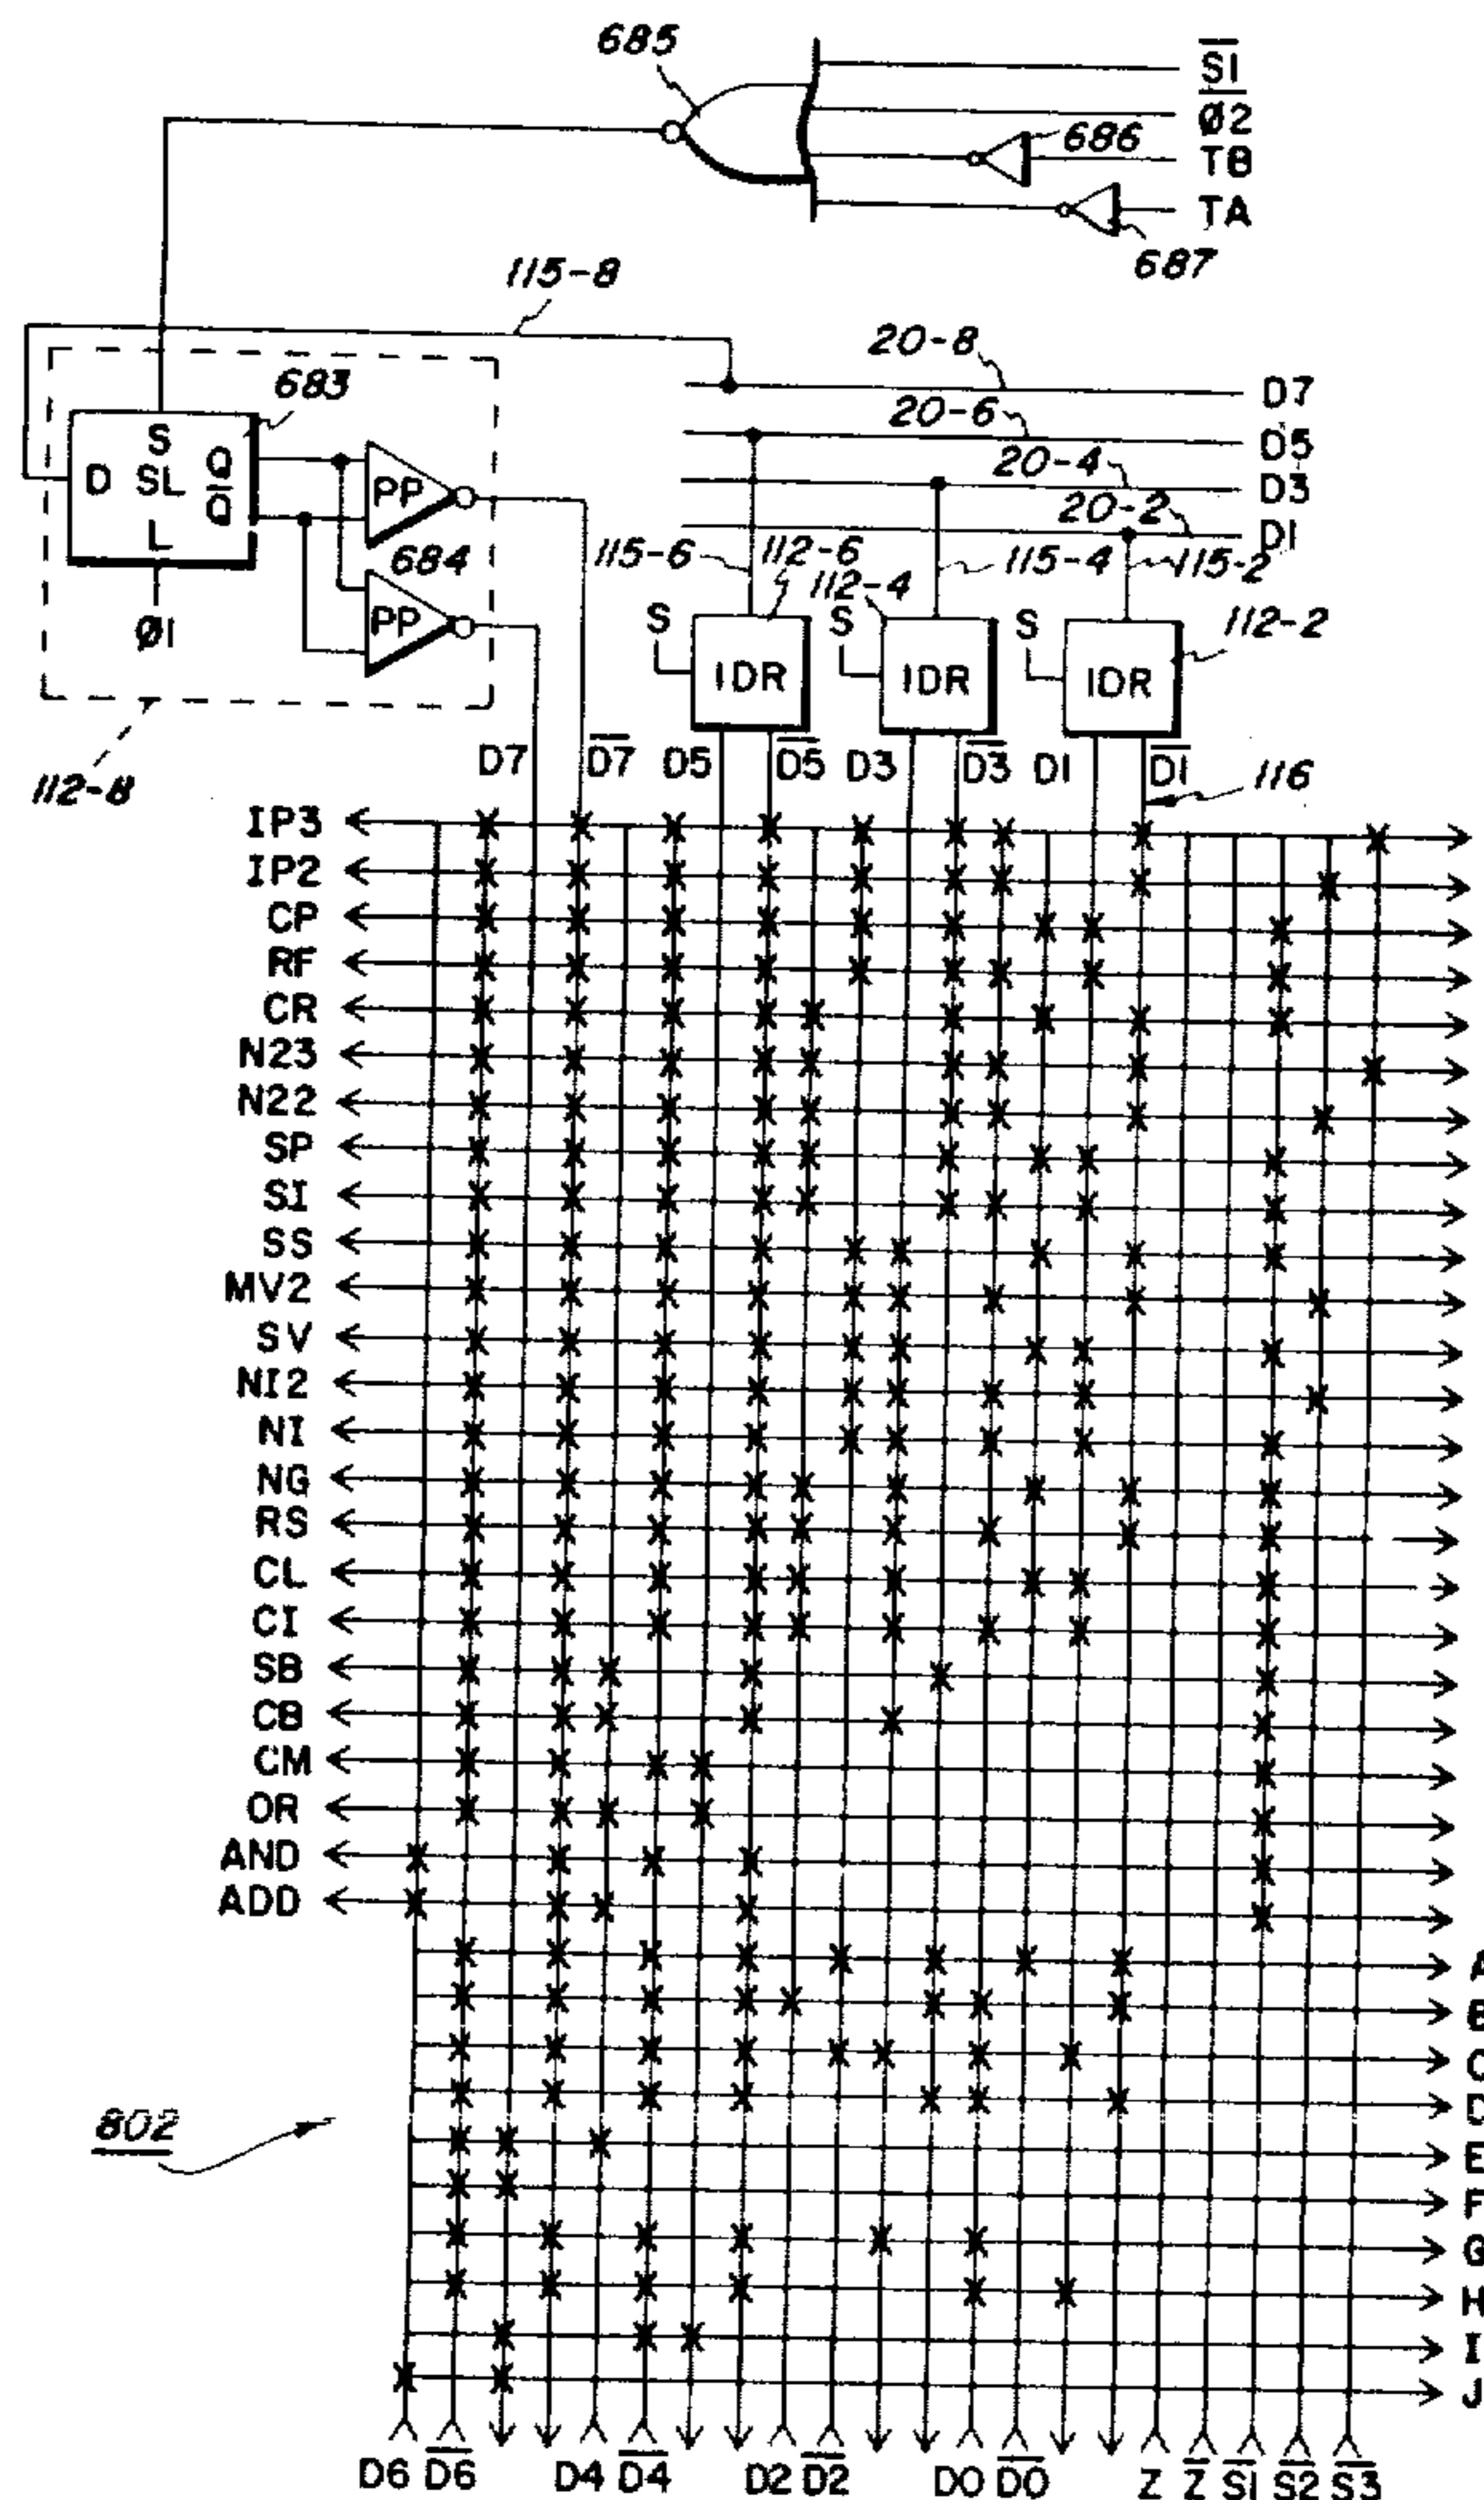 685
S̅1̅
Ø̅2̅
686
TB
TA
687
115-8
20-8
D7
683
20-6
D5
S
Q
20-4
D SL
PP
D3
Q̅
20-2
D1
L
684
115-6
112-6
115-4
115-2
112-4
Ø1
PP
S
S
S
112-2
IDR
IDR
IDR
D7
D̅7̅
D5
D̅5̅
D3
D̅3̅
D1
D̅1̅
116
112-8
IP3
IP2
CP
RF
CR
N23
N22
SP
SI
SS
MV2
SV
NI2
NI
NG
RS
CL
CI
SB
CB
CM
OR
AND
ADD
A
B
C
802
D
E
F
G
H
I
J
D6 D̅6̅ D4 D̅4̅ D2 D̅2̅ D0 D̅0̅ Z Z̅ S̅1̅ S̅2̅ S̅3̅